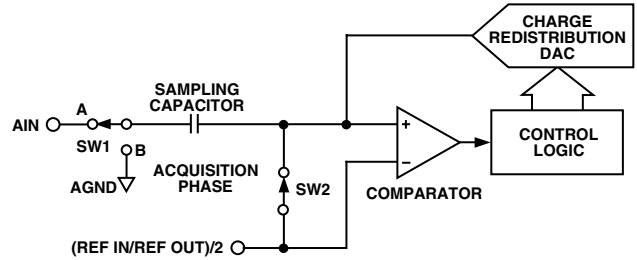 CHARGE
REDISTRIBUTION
DAC
SAMPLING
CAPACITOR
A
AIN
SW1
B
AGND
ACQUISITION
PHASE
SW2
+
–
COMPARATOR
CONTROL
LOGIC
(REF IN/REF OUT)/2